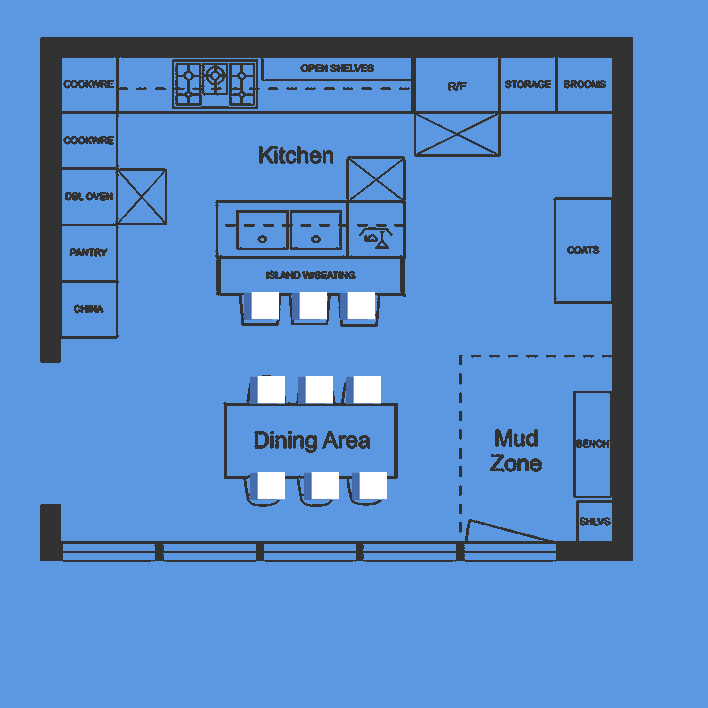 COOKWRE
OPEN SHELVES
R/F
STORAGE
BROOMS
COOKWRE
Kitchen
DBL OVEN
PANTRY
COATS
ISLAND W/SEATING
CHINA
Dining Area
Mud
Zone
BENCH
SHLVS